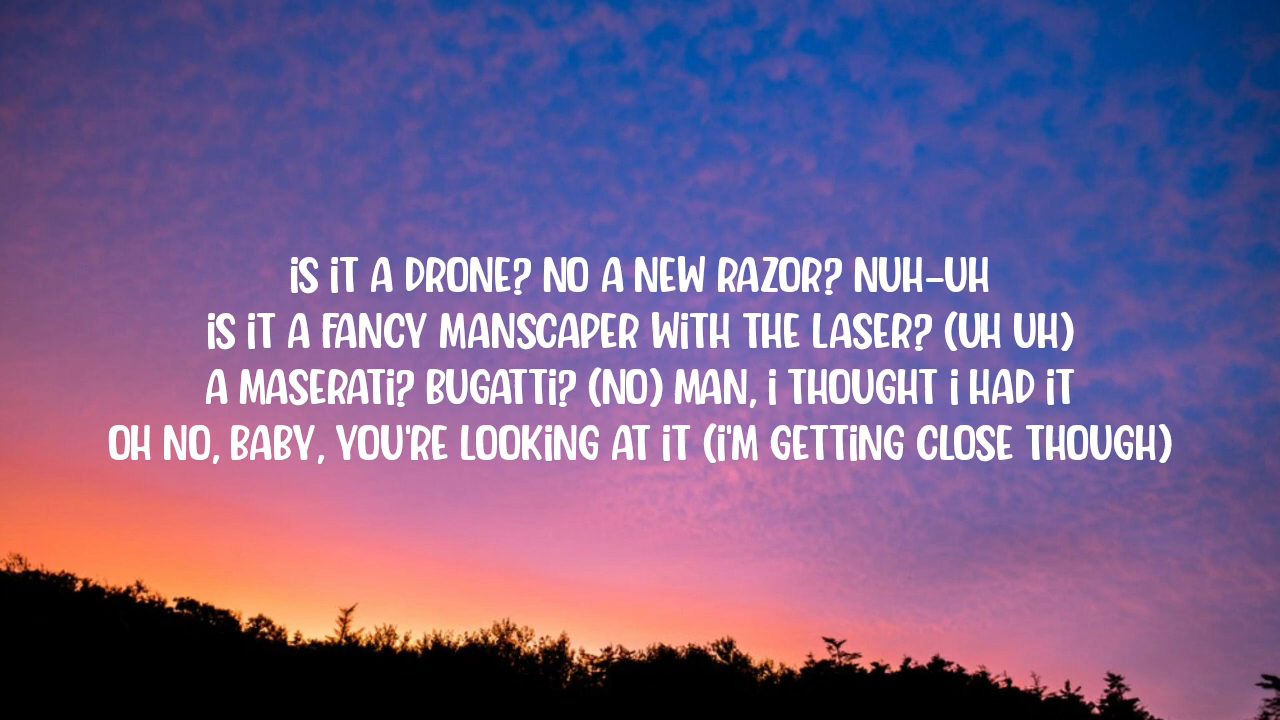 iS iT A DRONE? NO A NEW RAZOR? NUH-UH
iS iT A FANCY MANSCAPER WiTH THE LASER? (UH UH)
A MASERATi? BUGATTi? (NO) MAN, i THOUGHT i HAD iT
OH NO, BABY, YOU'RE LOOKiNG AT iT (i'M GETTiNG CLOSE THOUGH)